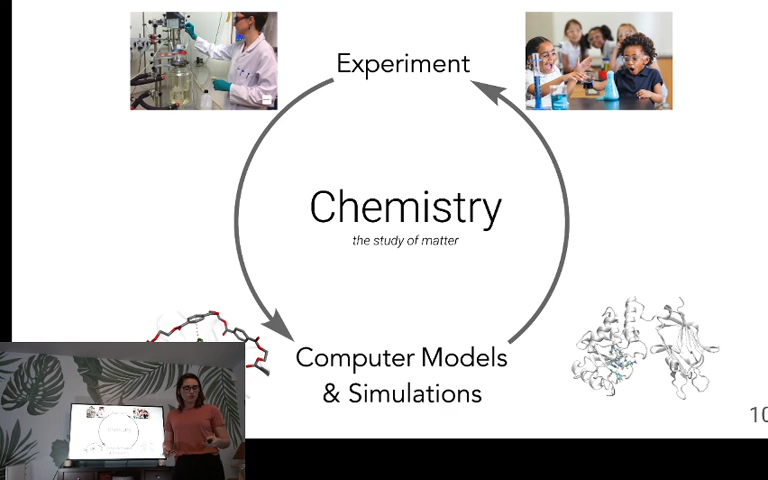 Experiment
Chemistry
the study of matter
Computer Models
& Simulations
10